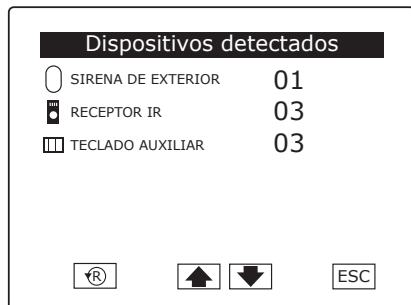 Dispositivos detectados
SIRENA DE EXTERIOR 01
RECEPTOR IR 03
TECLADO AUXILIAR 03
R ESC